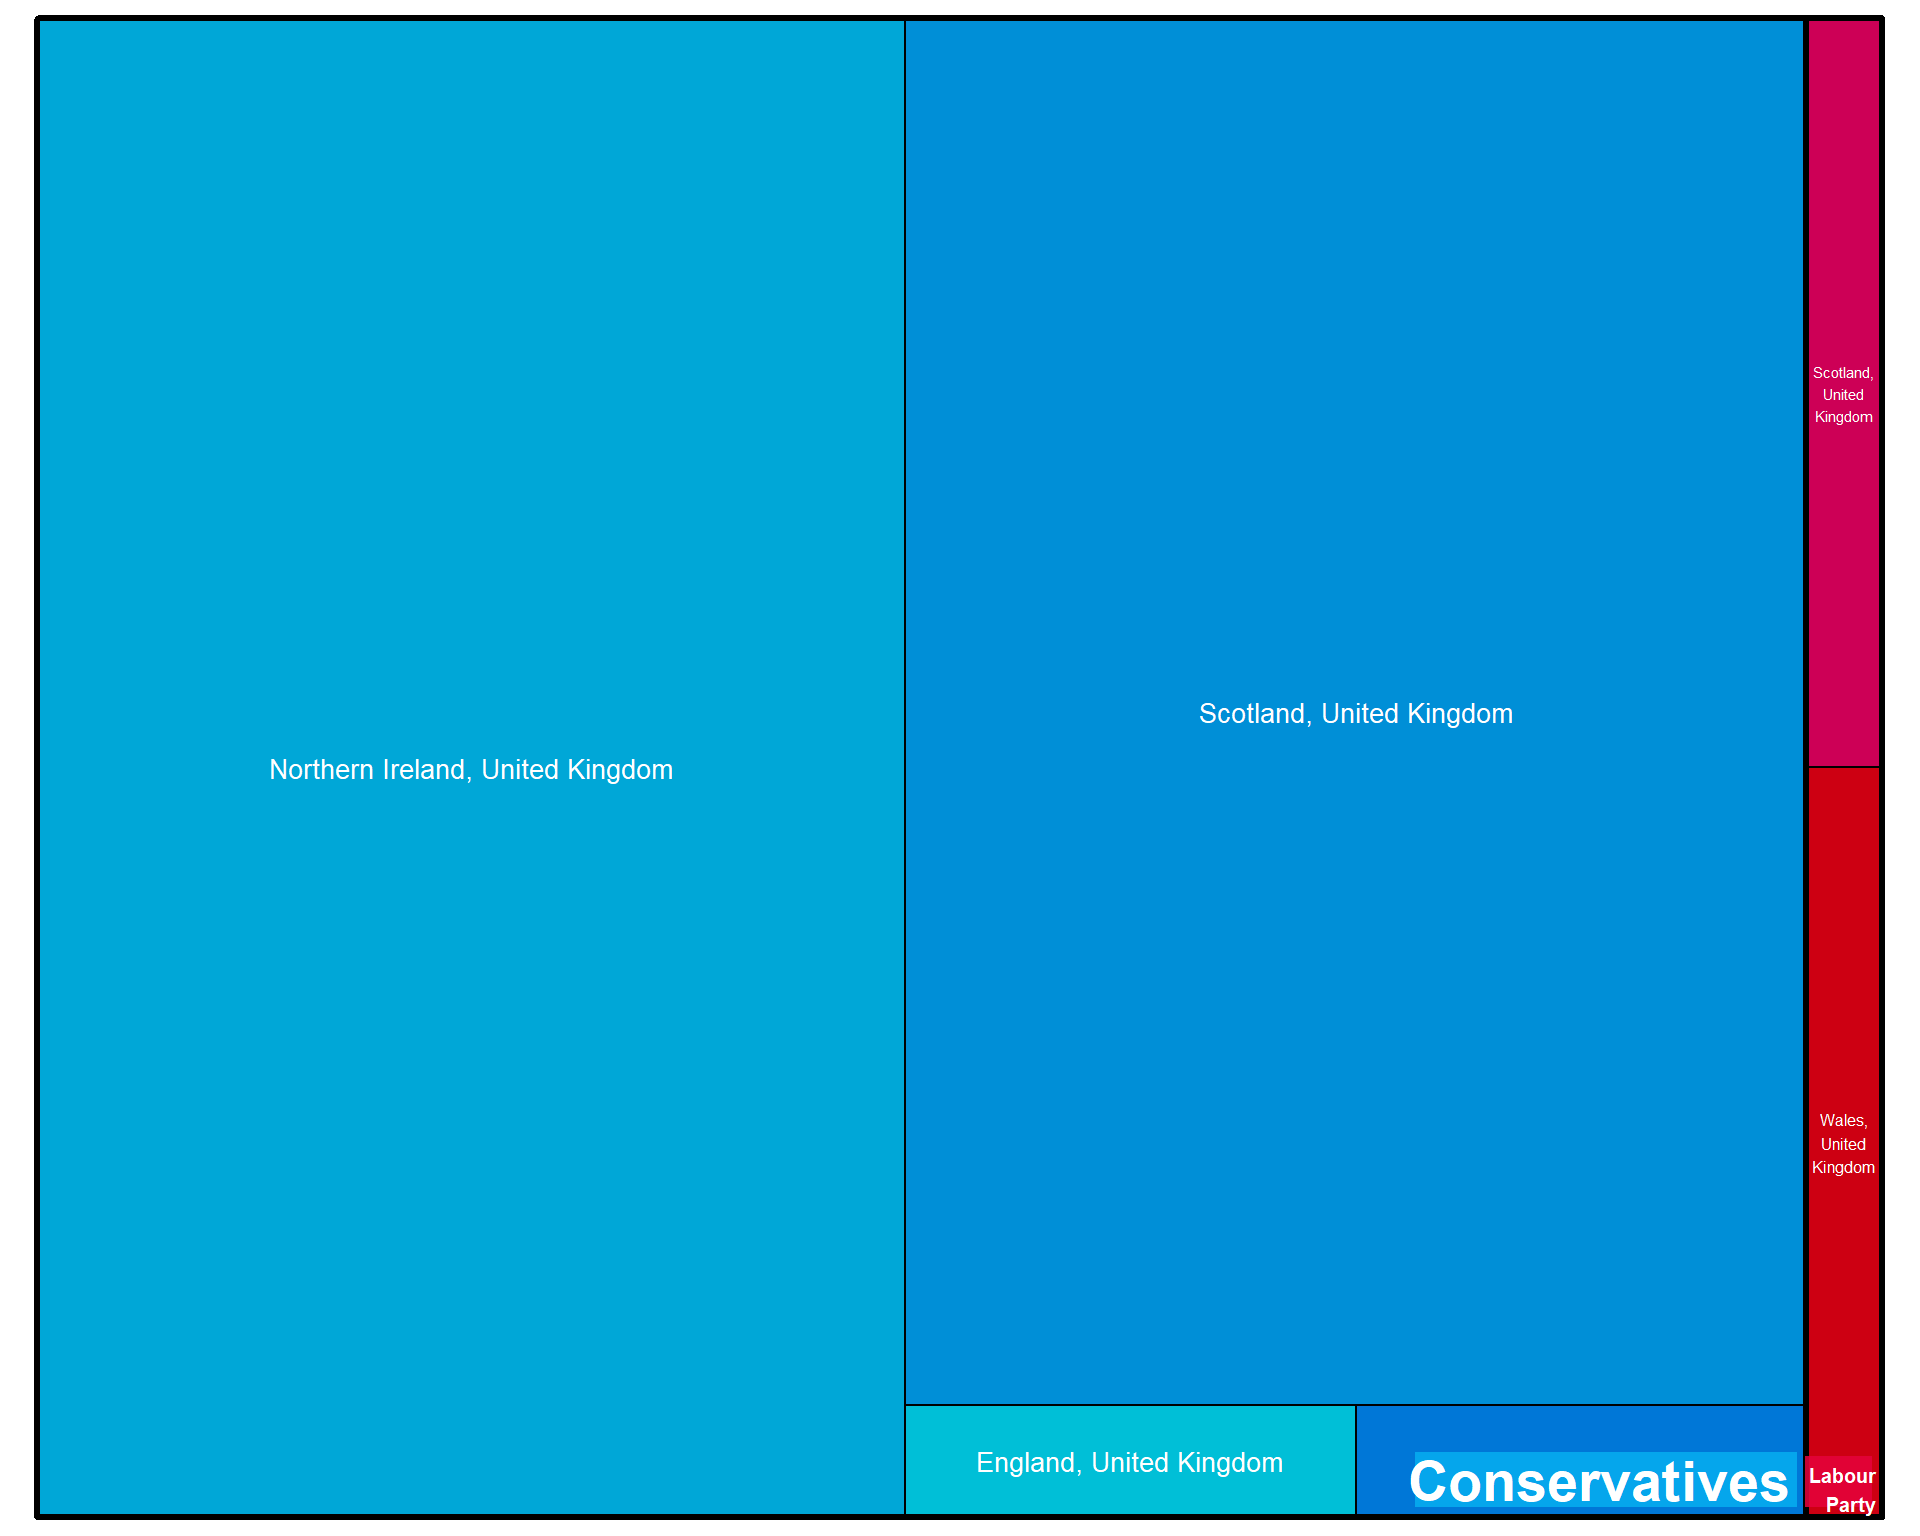 Northern Ireland, United Kingdom
Scotland, United Kingdom
England, United Kingdom
Conservatives
Scotland,
United
Kingdom
Wales,
United
Kingdom
Labour
Party